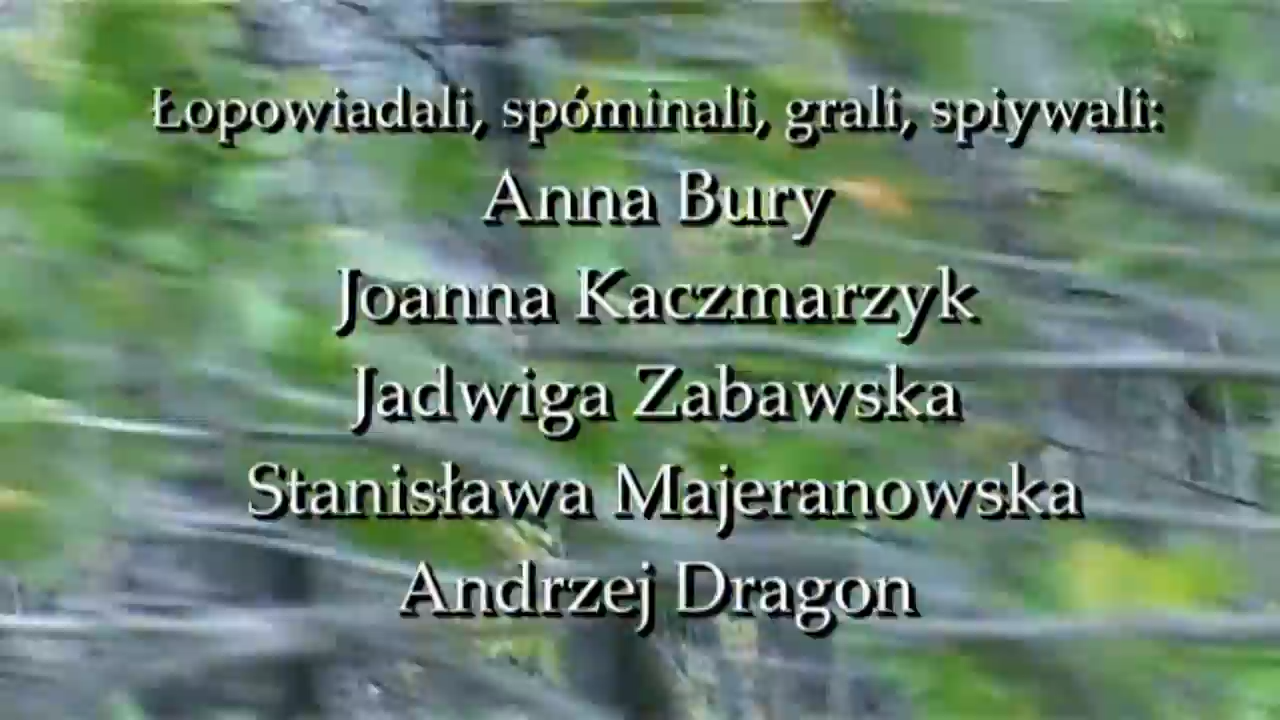 Łopowiadali, spóminali, grali, spiywali:
Anna Bury
Joanna Kaczmarzyk
Jadwiga Zabawska
Stanisława Majeranowska
Andrzej Dragon